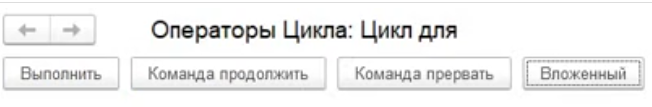 Операторы Цикла: Цикл для
Выполнить Команда продолжить Команда прервать Вложенный